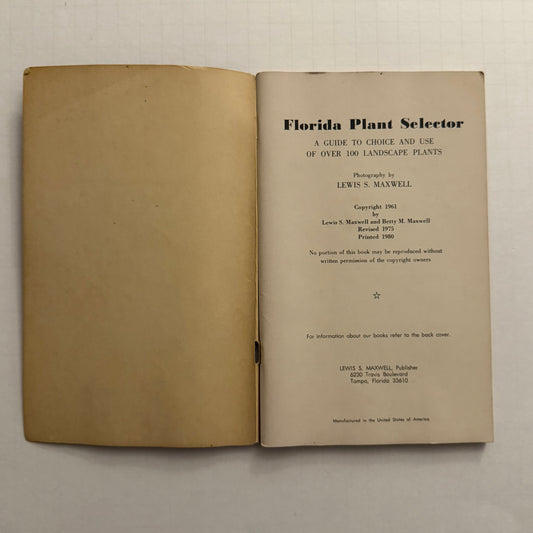 Florida Plant Selector
A GUIDE TO CHOICE AND USE
OF OVER 100 LANDSCAPE PLANTS
Photography by
LEWIS S. MAXWELL
Copyright 1961
by
Lewis S. Maxwell and Betty M. Maxwell
Revised 1975
Printed 1980
No portion of this book may be reproduced without
written permission of the copyright owners
☆
For information about our books refer to the back cover.
LEWIS S. MAXWELL, Publisher
6230 Travis Boulevard
Tampa, Florida 33610
Manufactured in the United States of America